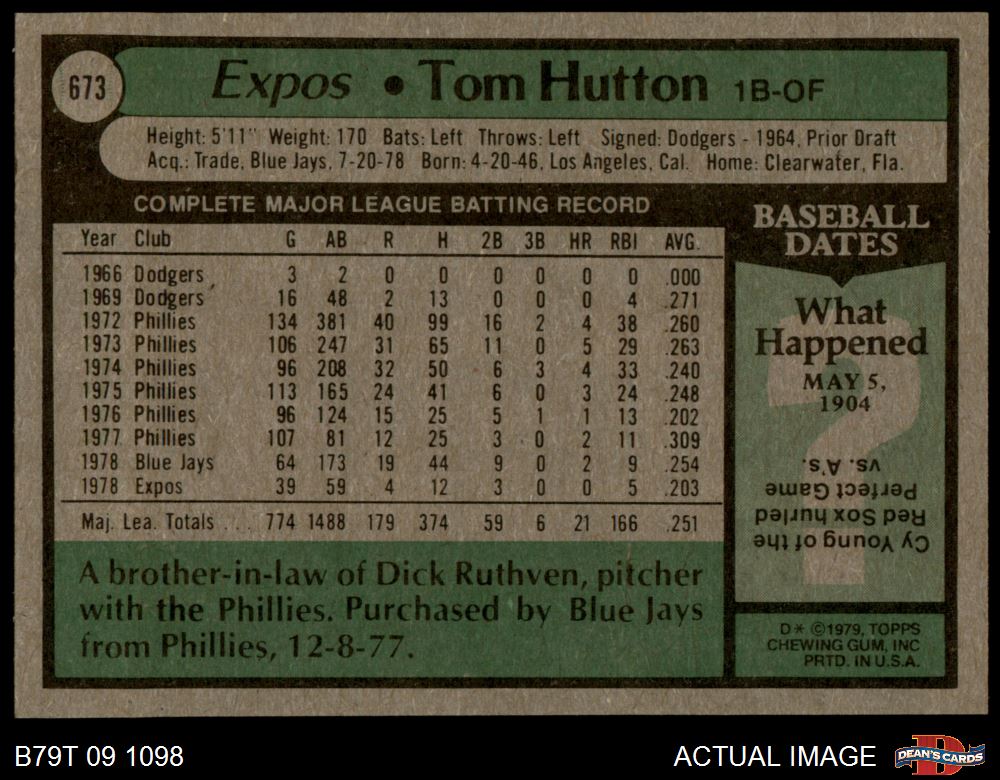 673
Expos • Tom Hutton 1B-OF
Height: 5'11" Weight: 170 Bats: Left Throws: Left Signed: Dodgers - 1964, Prior Draft
Acq.: Trade, Blue Jays, 7-20-78 Born: 4-20-46, Los Angeles, Cal. Home: Clearwater, Fla.
COMPLETE MAJOR LEAGUE BATTING RECORD
Year Club G AB R H 2B 3B HR RBI AVG.
1966 Dodgers 3 2 0 0 0 0 0 0 .000
1969 Dodgers 16 48 2 13 0 0 0 4 .271
1972 Phillies 134 381 40 99 16 2 4 38 .260
1973 Phillies 106 247 31 65 11 0 5 29 .263
1974 Phillies 96 208 32 50 6 3 4 33 .240
1975 Phillies 113 165 24 41 6 0 3 24 .248
1976 Phillies 96 124 15 25 5 1 1 13 .202
1977 Phillies 107 81 12 25 3 0 2 11 .309
1978 Blue Jays 64 173 19 44 9 0 2 9 .254
1978 Expos 39 59 4 12 3 0 0 5 .203
Maj. Lea. Totals ... 774 1488 179 374 59 6 21 166 .251
A brother-in-law of Dick Ruthven, pitcher
with the Phillies. Purchased by Blue Jays
from Phillies, 12-8-77.
BASEBALL
DATES
What
Happened
MAY 5,
1904
?
Cy Young of the
Red Sox hurled
Perfect Game
vs. A's.
D* ©1979, TOPPS
CHEWING GUM, INC
PRTD. IN U.S.A.
B79T 09 1098
ACTUAL IMAGE
D
DEAN'S CARDS